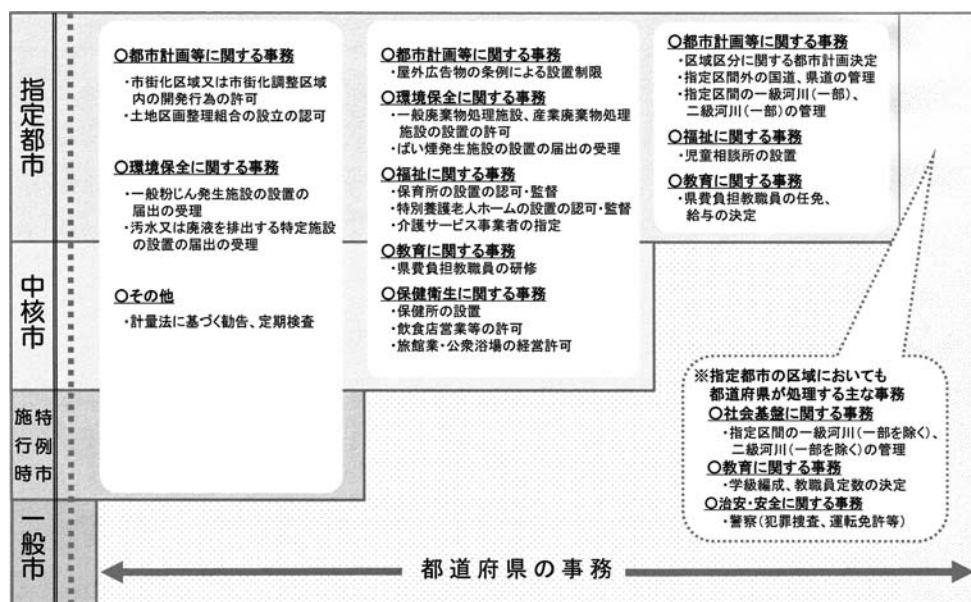 指定都市
中核市
施行時特例市
一般市
〇都市計画等に関する事務
・市街化区域又は市街化調整区域
内の開発行為の許可
・土地区画整理組合の設立の認可
〇環境保全に関する事務
・一般粉じん発生施設の設置の
届出の受理
・汚水又は廃液を排出する特定施設
の設置の届出の受理
〇その他
・計量法に基づく勧告、定期検査
〇都市計画等に関する事務
・屋外広告物の条例による設置制限
〇環境保全に関する事務
・一般廃棄物処理施設、産業廃棄物処理
施設の設置の許可
・ばい煙発生施設の設置の届出の受理
〇福祉に関する事務
・保育所の設置の認可・監督
・特別養護老人ホームの設置の認可・監督
・介護サービス事業者の指定
〇教育に関する事務
・県費負担教職員の研修
〇保健衛生に関する事務
・保健所の設置
・飲食店営業等の許可
・旅館業・公衆浴場の経営許可
〇都市計画等に関する事務
・区域区分に関する都市計画決定
・指定区間外の国道、県道の管理
・指定区間の一級河川(一部)、
二級河川(一部)の管理
〇福祉に関する事務
・児童相談所の設置
〇教育に関する事務
・県費負担教職員の任免、
給与の決定
※指定都市の区域においても
都道府県が処理する主な事務
〇社会基盤に関する事務
・指定区間の一級河川(一部を除く)、
二級河川(一部を除く)の管理
〇教育に関する事務
・学級編成、教職員定数の決定
〇治安・安全に関する事務
・警察(犯罪捜査、運転免許等)
都道府県の事務